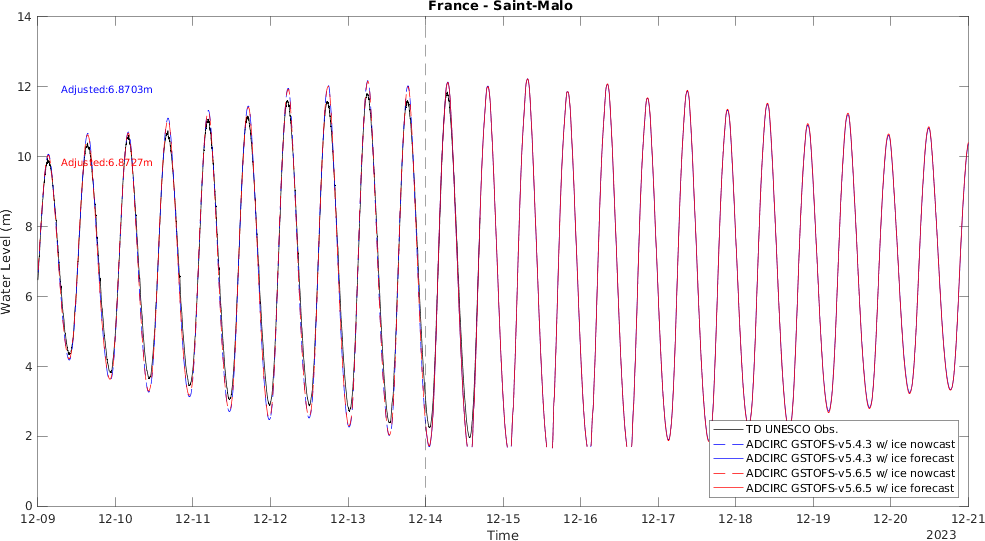 France - Saint-Malo
14
12
10
8
6
4
2
0
Water Level (m)
Adjusted:6.8703m
Adjusted:6.8727m
TD UNESCO Obs.
ADCIRC GSTOFS-v5.4.3 w/ ice nowcast
ADCIRC GSTOFS-v5.4.3 w/ ice forecast
ADCIRC GSTOFS-v5.6.5 w/ ice nowcast
ADCIRC GSTOFS-v5.6.5 w/ ice forecast
12-09 12-10 12-11 12-12 12-13 12-14 12-15 12-16 12-17 12-18 12-19 12-20 12-21
Time
2023